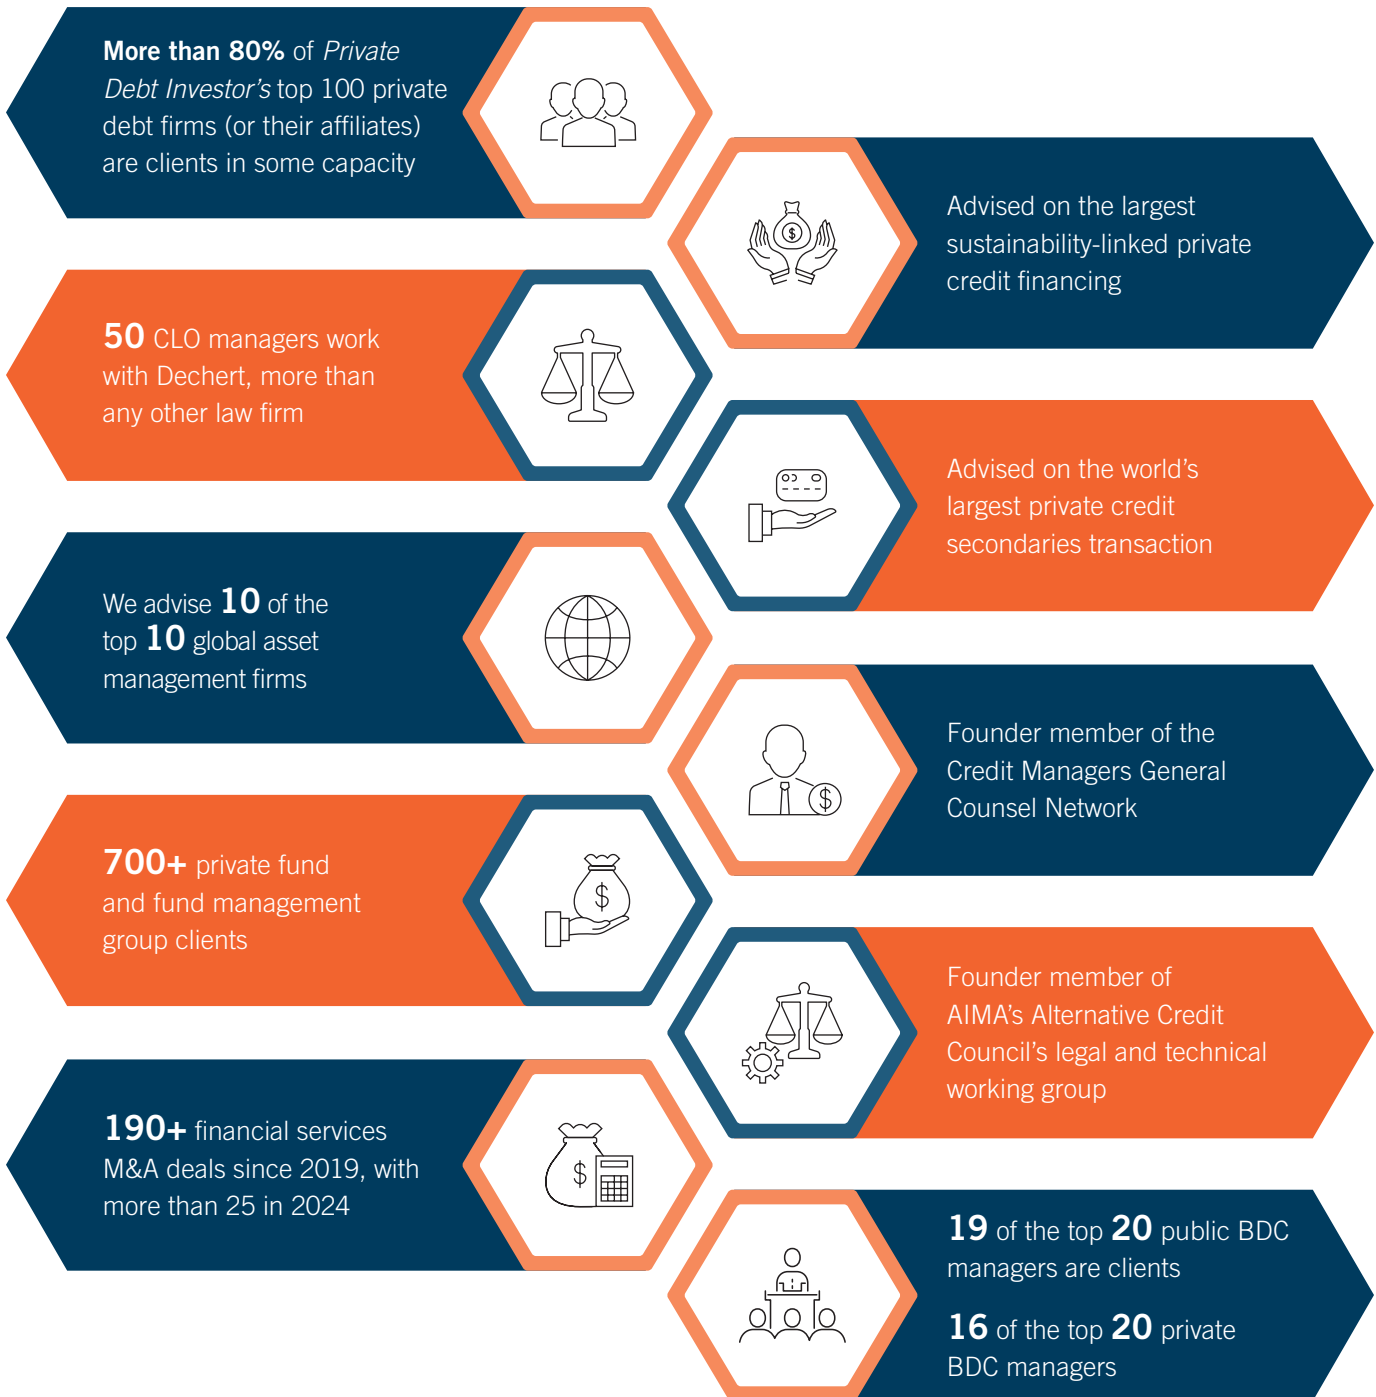 More than 80% of Private
Debt Investor’s top 100 private
debt firms (or their affiliates)
are clients in some capacity
Advised on the largest
sustainability-linked private
credit financing
50 CLO managers work
with Dechert, more than
any other law firm
Advised on the world’s
largest private credit
secondaries transaction
We advise 10 of the
top 10 global asset
management firms
Founder member of the
Credit Managers General
Counsel Network
700+ private fund
and fund management
group clients
Founder member of
AIMA’s Alternative Credit
Council’s legal and technical
working group
190+ financial services
M&A deals since 2019, with
more than 25 in 2024
19 of the top 20 public BDC
managers are clients
16 of the top 20 private
BDC managers